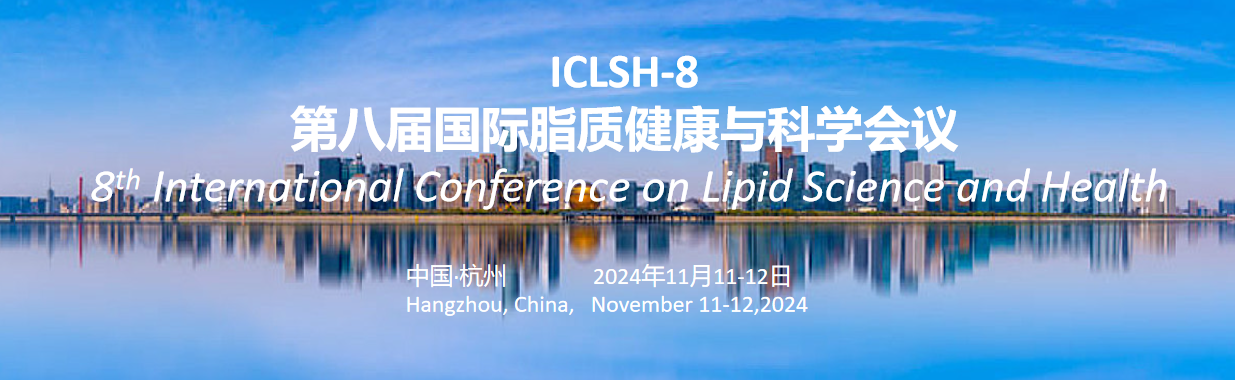 ICLSH-8
第八届国际脂质健康与科学会议
8th International Conference on Lipid Science and Health
中国·杭州 2024年11月11-12日
Hangzhou, China, November 11-12,2024